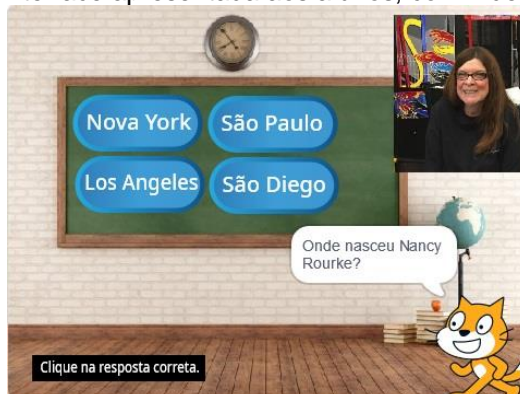 Nova York
São Paulo
Los Angeles
São Diego
Onde nasceu Nancy
Rourke?
Clique na resposta correta.